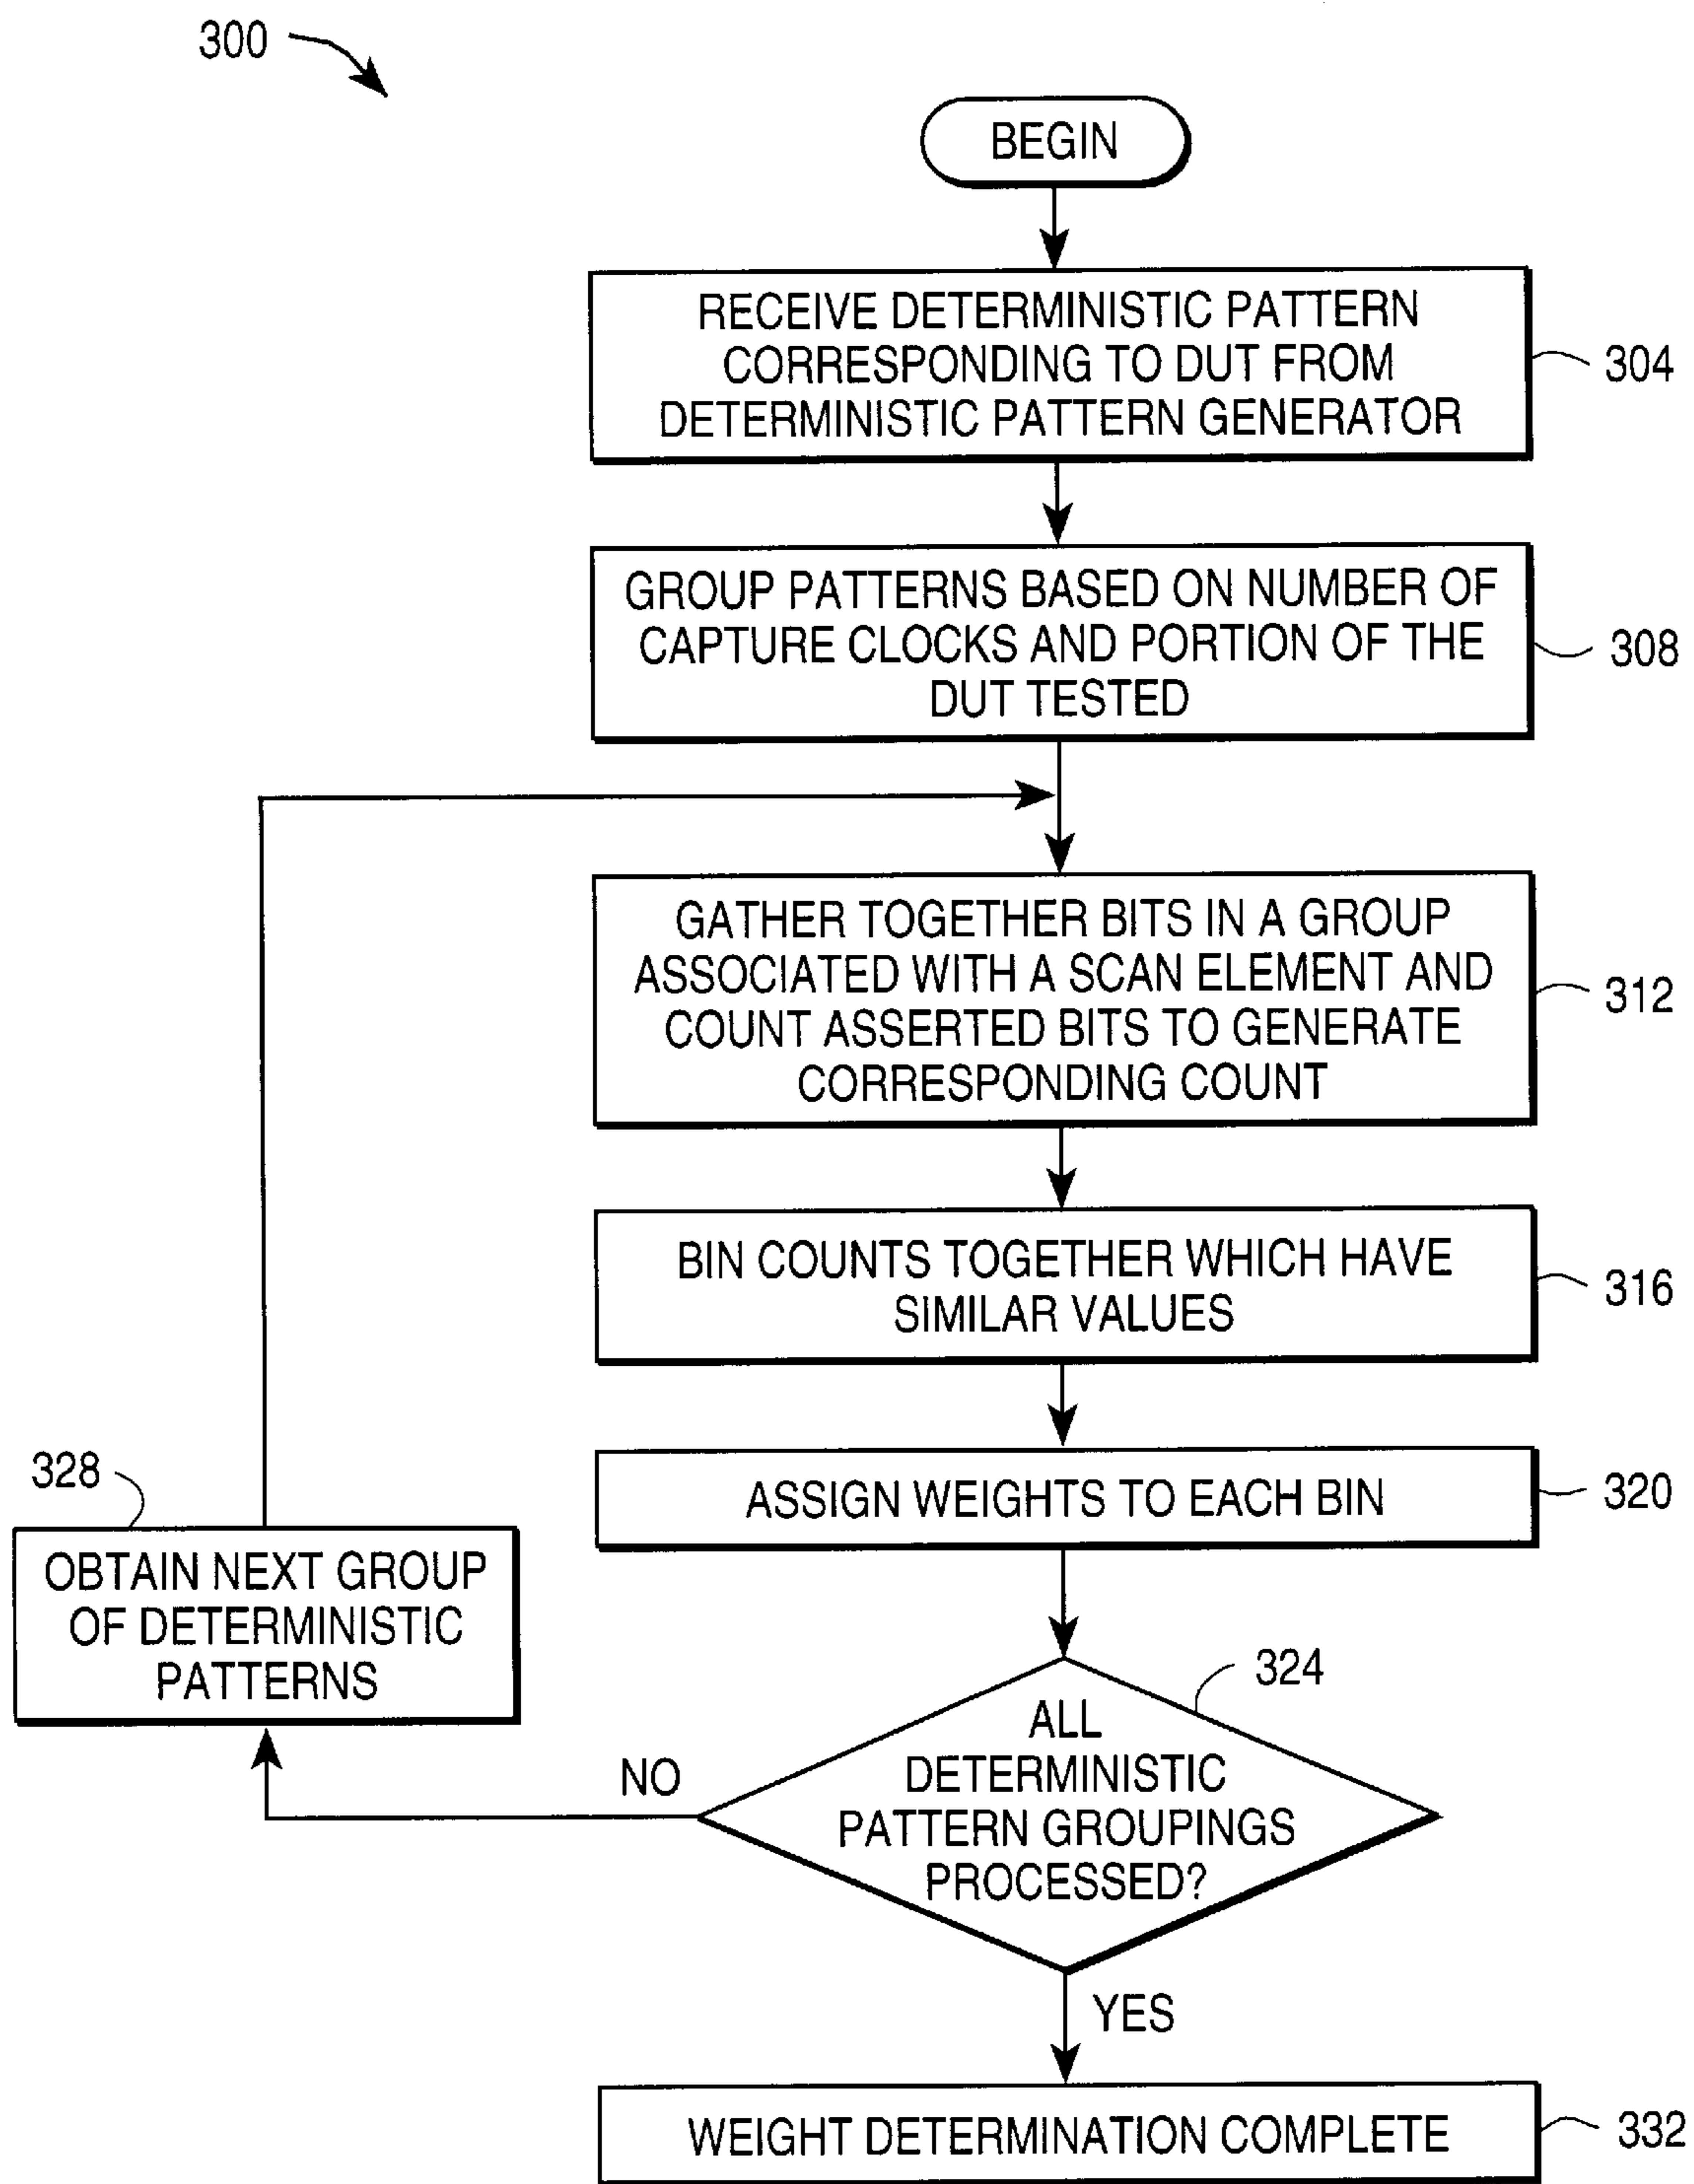 300
BEGIN
RECEIVE DETERMINISTIC PATTERN
CORRESPONDING TO DUT FROM
DETERMINISTIC PATTERN GENERATOR
304
GROUP PATTERNS BASED ON NUMBER OF
CAPTURE CLOCKS AND PORTION OF THE
DUT TESTED
308
GATHER TOGETHER BITS IN A GROUP
ASSOCIATED WITH A SCAN ELEMENT AND
COUNT ASSERTED BITS TO GENERATE
CORRESPONDING COUNT
312
BIN COUNTS TOGETHER WHICH HAVE
SIMILAR VALUES
316
ASSIGN WEIGHTS TO EACH BIN
320
328
OBTAIN NEXT GROUP
OF DETERMINISTIC
PATTERNS
324
ALL
DETERMINISTIC
PATTERN GROUPINGS
PROCESSED?
NO
YES
WEIGHT DETERMINATION COMPLETE
332